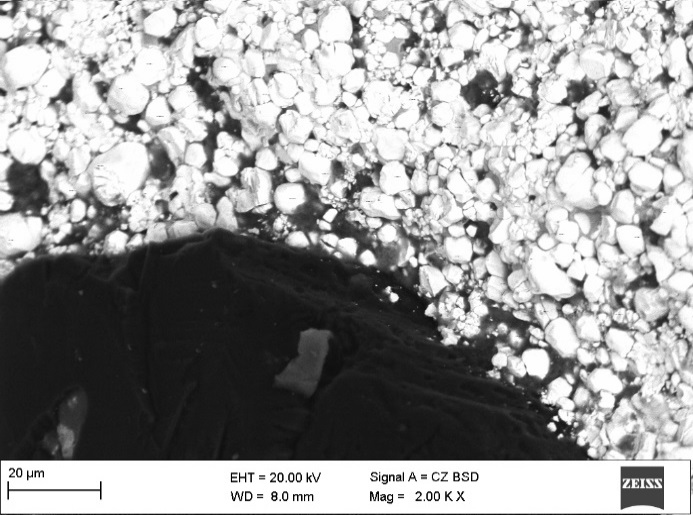 20 µm
EHT = 20.00 kV Signal A = CZ BSD
WD = 8.0 mm Mag = 2.00 K X
ZEISS